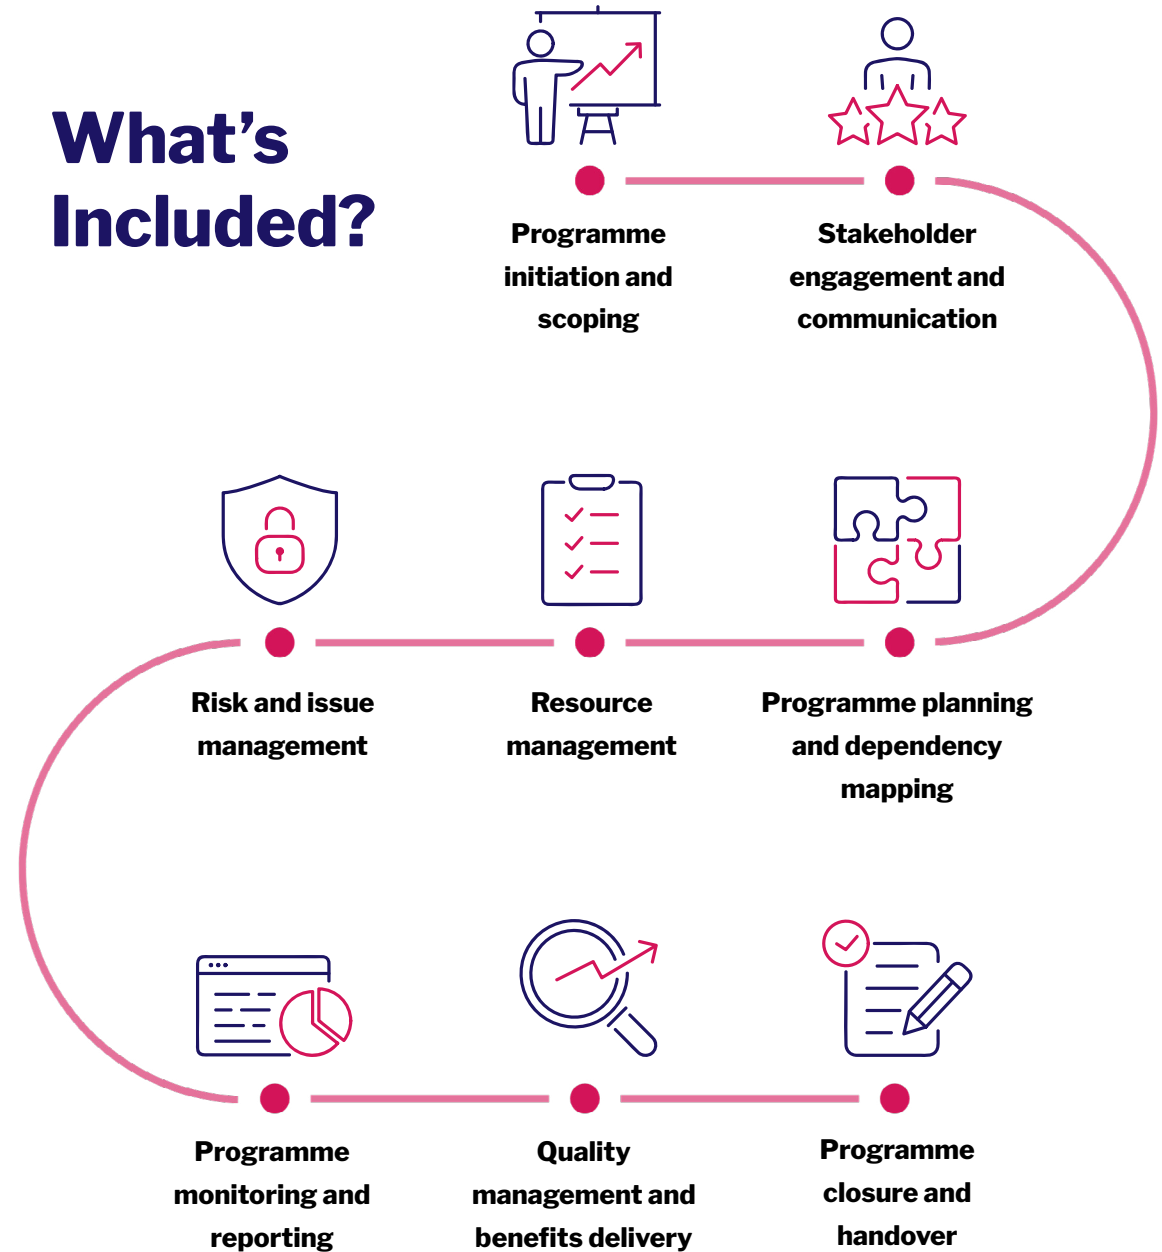 What's
Included?
Programme
initiation and
scoping
Stakeholder
engagement and
communication
Risk and issue
management
Resource
management
Programme planning
and dependency
mapping
Programme
monitoring and
reporting
Quality
management and
benefits delivery
Programme
closure and
handover